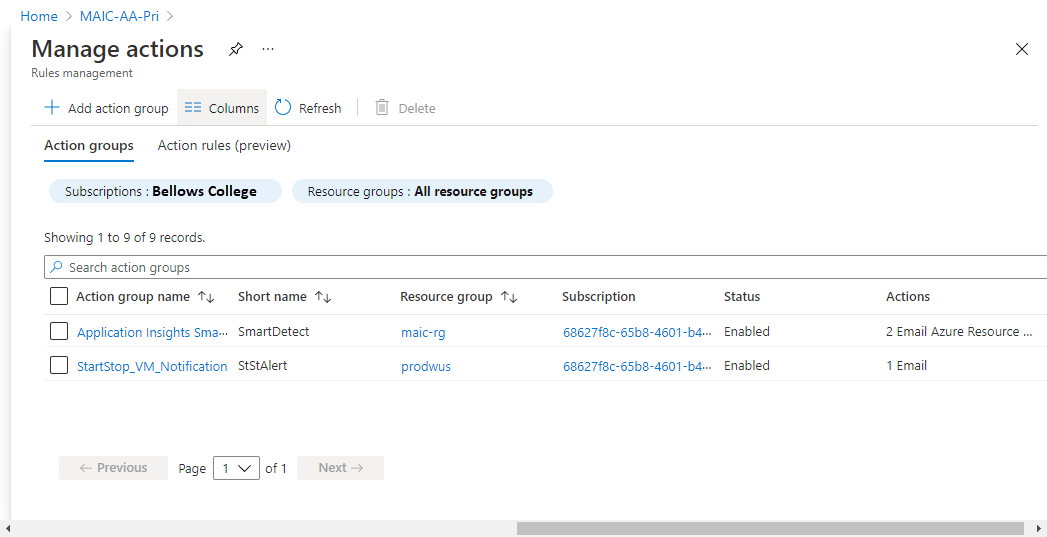 Home > MAIC-AA-Pri >
Manage actions
Rules management
Add action group Columns Refresh Delete
Action groups Action rules (preview)
Subscriptions : Bellows College Resource groups : All resource groups
Showing 1 to 9 of 9 records.
Search action groups
Action group name Short name Resource group Subscription Status Actions
Application Insights Sma... SmartDetect maic-rg 68627f8c-65b8-4601-b4... Enabled 2 Email Azure Resource ...
StartStop_VM_Notification StStAlert prodwus 68627f8c-65b8-4601-b4... Enabled 1 Email
← Previous Page 1 of 1 Next →